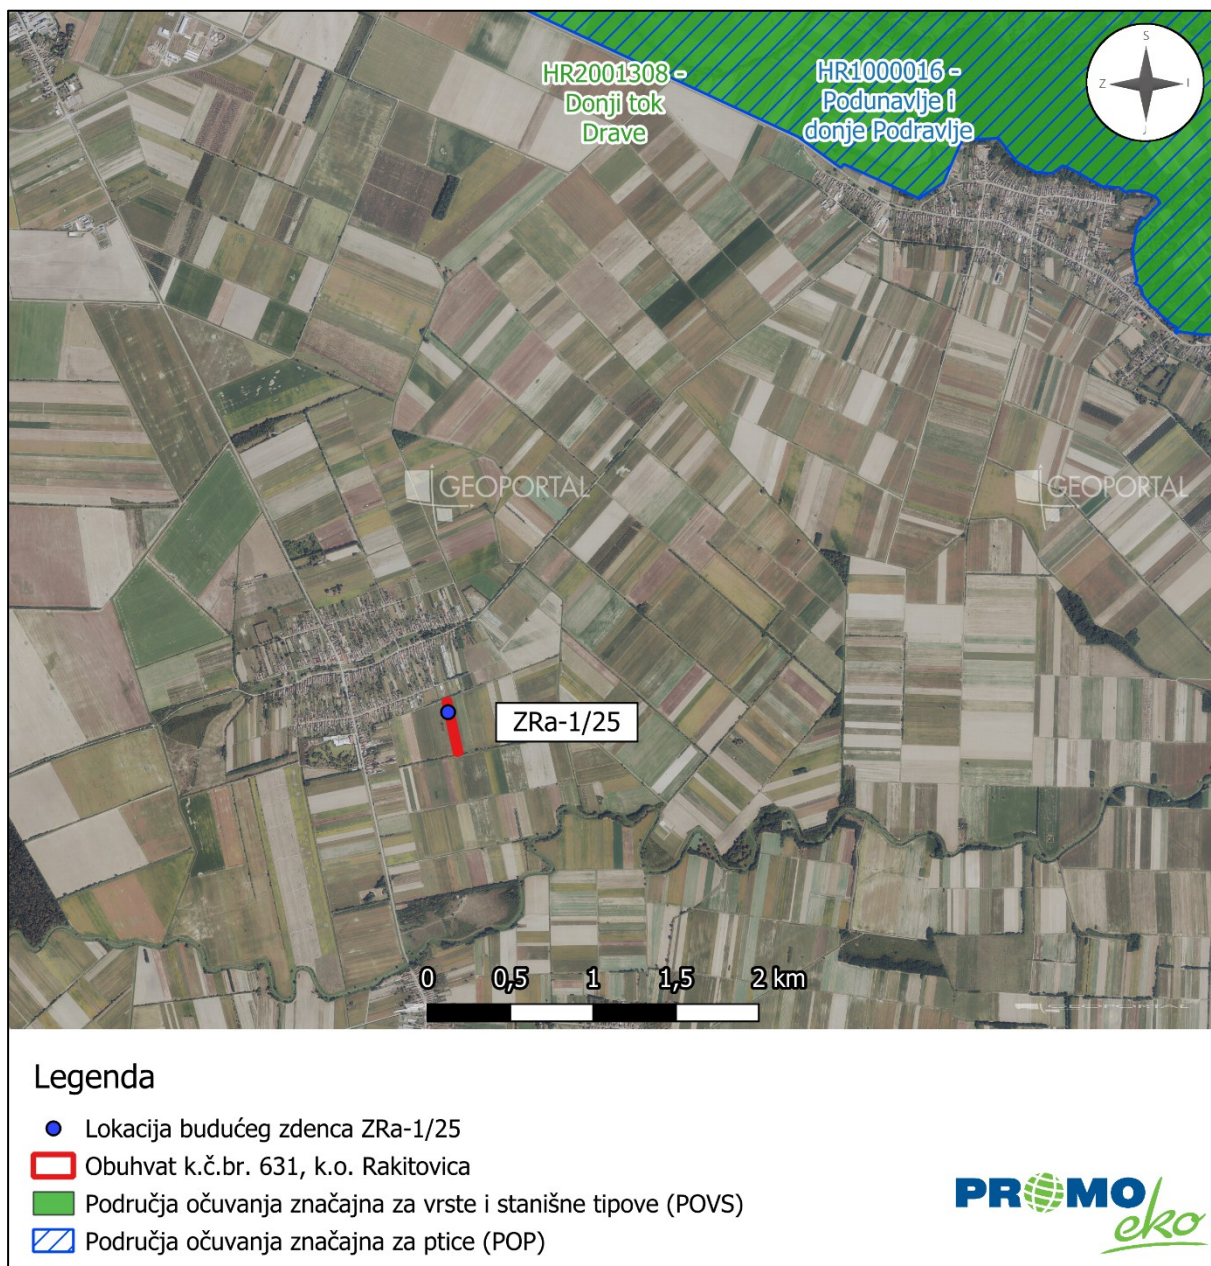 HR2001308 -
Donji tok
Drave
HR1000016 -
Podunavlje i
donje Podravlje
S
Z
I
J
GEOPORTAL
GEOPORTAL
ZRa-1/25
0 0,5 1 1,5 2 km
Legenda
Lokacija budućeg zdenca ZRa-1/25
Obuhvat k.č.br. 631, k.o. Rakitovica
Područja očuvanja značajna za vrste i stanišne tipove (POVS)
Područja očuvanja značajna za ptice (POP)
PROMO
eko